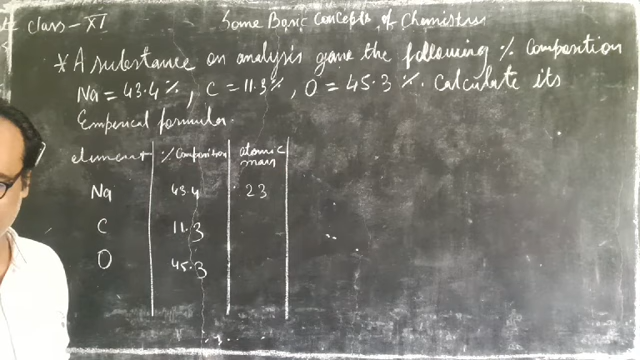 class - XI Some Basic Concepts of Chemistry
* A substance on analysis gave the following % Composition
Na = 43.4 %, C = 11.3 %, O = 45.3 %. Calculate its
Emperical formula.
element % Composition atomic mass
Na 43.4 23
C 11.3
O 45.3